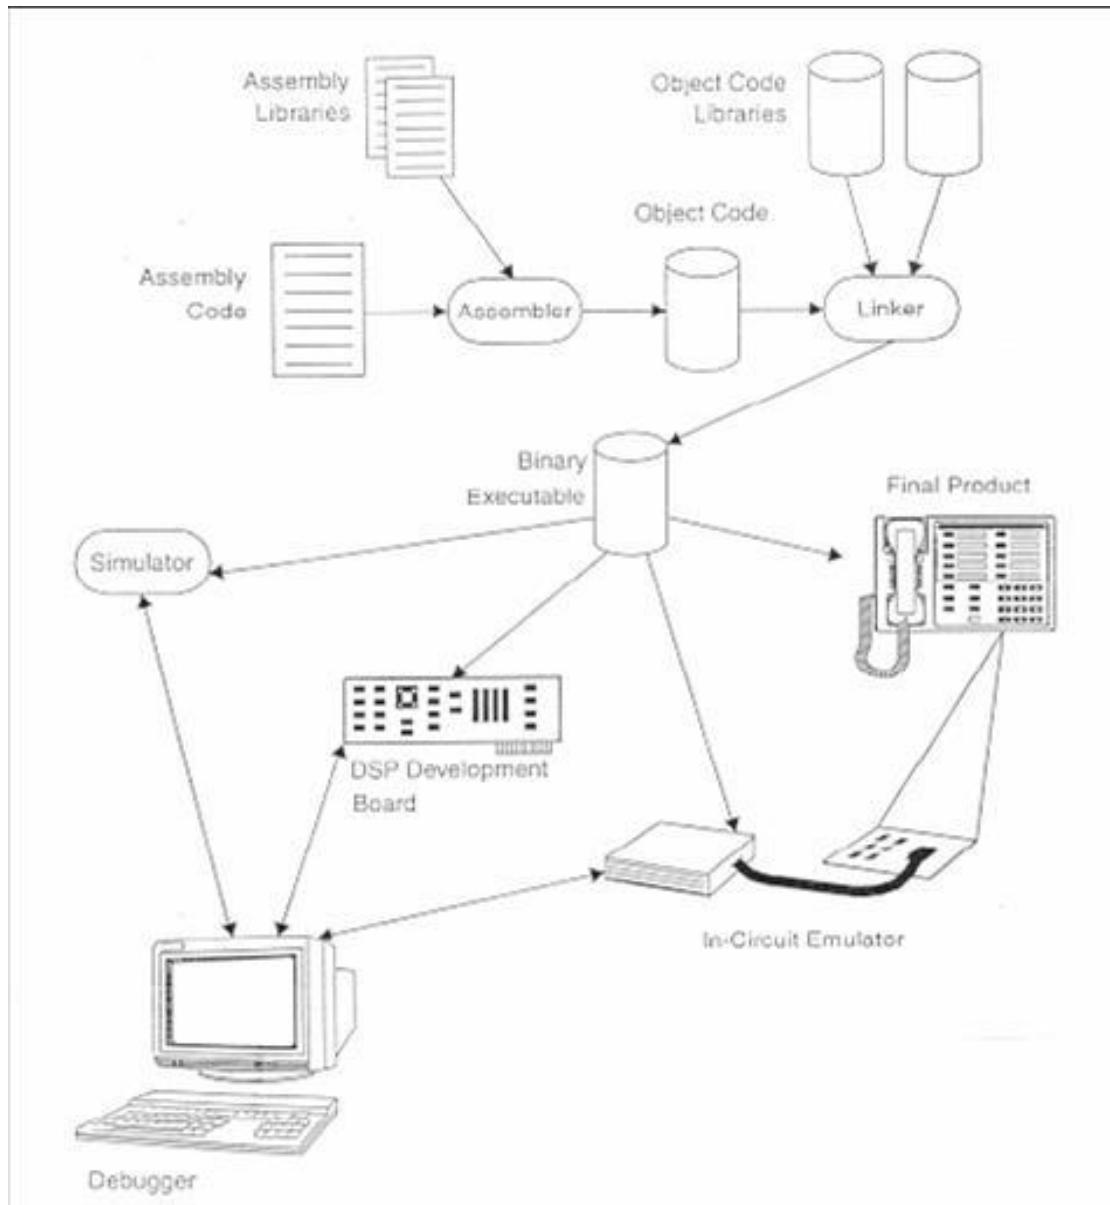 Assembly
Libraries
Object Code
Libraries
Object Code
Assembly
Code
Assembler
Linker
Binary
Executable
Final Product
Simulator
DSP Development
Board
In-Circuit Emulator
Debugger